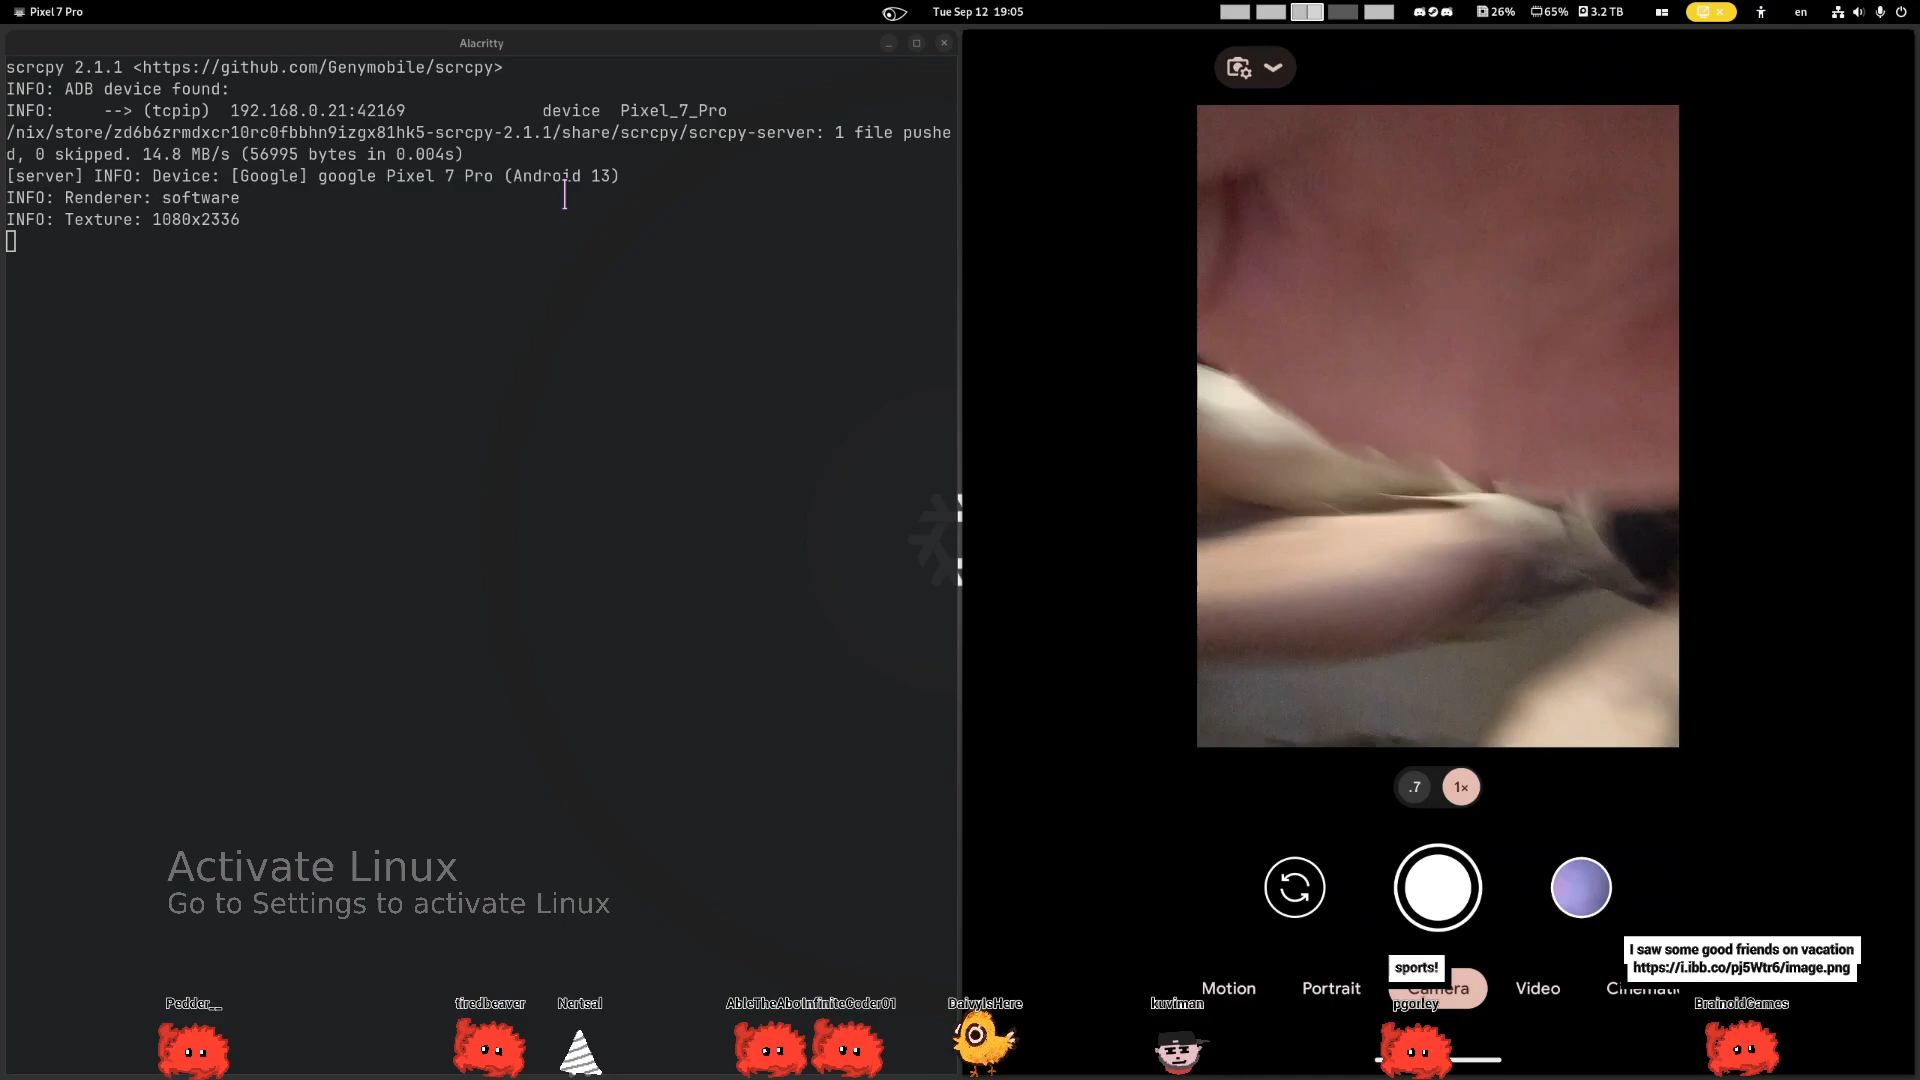 Pixel 7 Pro
Tue Sep 12 19:05
26%
65%
3.2 TB
en
Alacritty
scrcpy 2.1.1 <https://github.com/Genymobile/scrcpy>
INFO: ADB device found:
INFO:     --> (tcpip)  192.168.0.21:42169              device  Pixel_7_Pro
/nix/store/zd6b6zrmdxcr10rc0fbbhn9izgx81hk5-scrcpy-2.1.1/share/scrcpy/scrcpy-server: 1 file pushe
d, 0 skipped. 14.8 MB/s (56995 bytes in 0.004s)
[server] INFO: Device: [Google] google Pixel 7 Pro (Android 13)
INFO: Renderer: software
INFO: Texture: 1080x2336
.7
1×
Activate Linux
Go to Settings to activate Linux
I saw some good friends on vacation
https://i.ibb.co/pj5Wtr6/image.png
sports!
Motion
Portrait
Camera
Video
Pedder__
tiredbeaver
Nertsal
InfiniteCoder01
DaivyIsHere
kuviman
pgorley
BrainoidGames